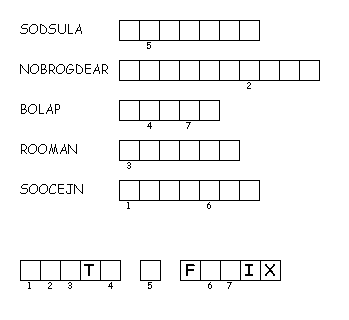 SODSULA
5
NOBROGDEAR
2
BOLAP
4 7
ROOMAN
3
SOOCEJN
1 6
T F I X
1 2 3 4 5 6 7